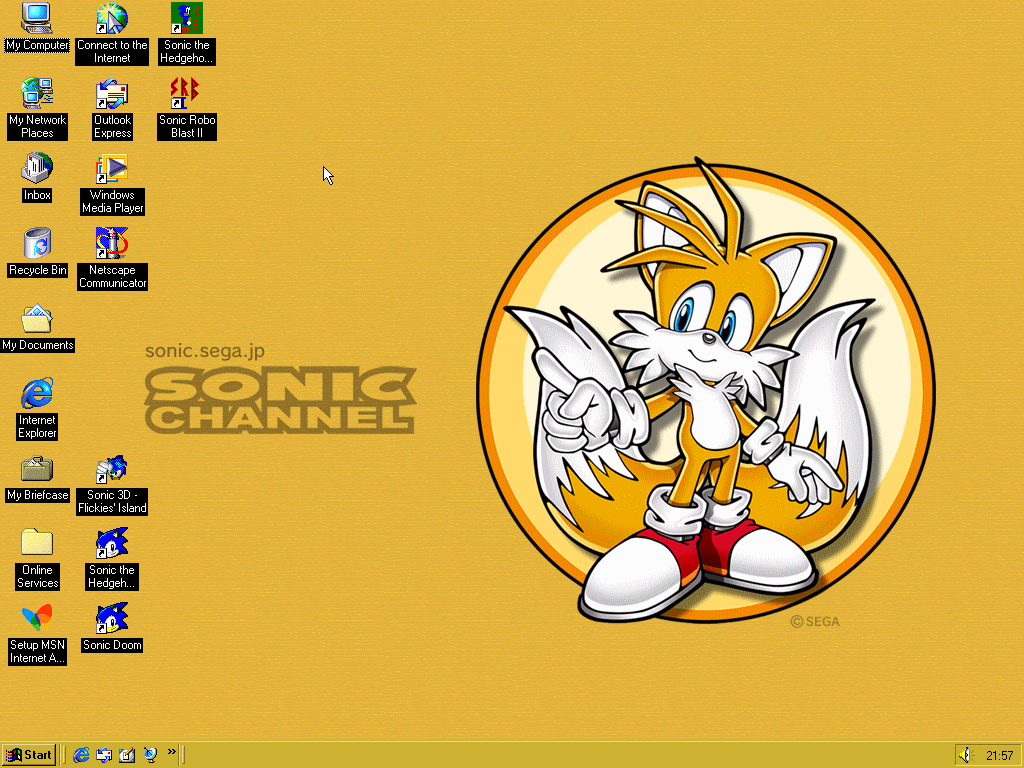 My Computer
Connect to the
Internet
Sonic the
Hedgeho...
My Network
Places
Outlook
Express
SRB
Sonic Robo
Blast II
Inbox
Windows
Media Player
Recycle Bin
Netscape
Communicator
My Documents
sonic.sega.jp
SONIC
CHANNEL
Internet
Explorer
My Briefcase
Sonic 3D -
Flickies' Island
Online
Services
Sonic the
Hedgeh...
Setup MSN
Internet A...
Sonic Doom
© SEGA
Start
»
21:57